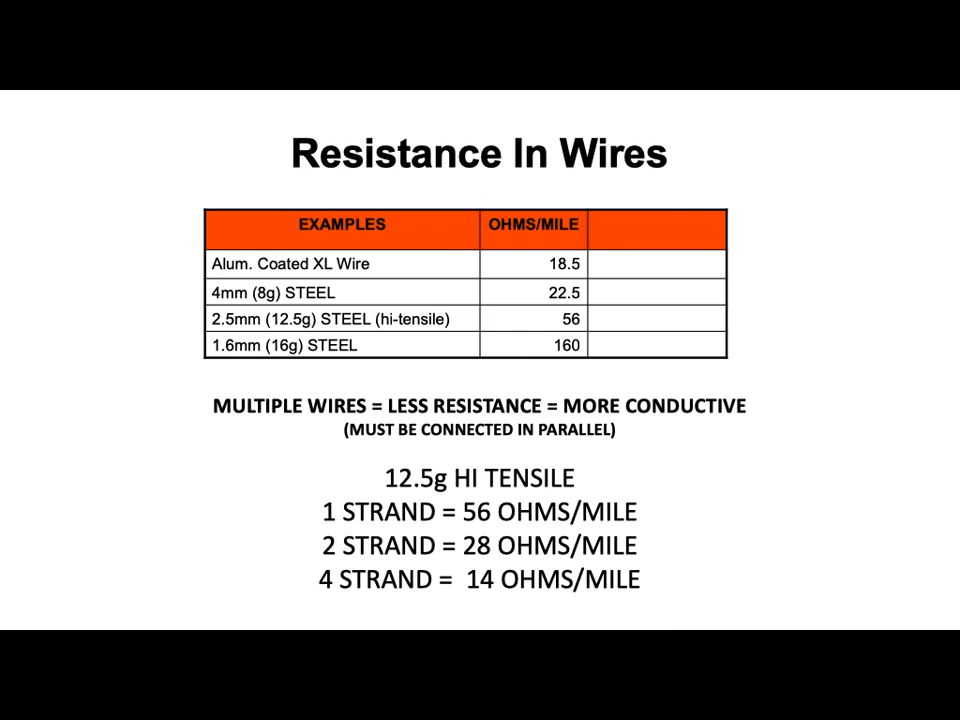 Resistance In Wires
EXAMPLES OHMS/MILE
Alum. Coated XL Wire 18.5
4mm (8g) STEEL 22.5
2.5mm (12.5g) STEEL (hi-tensile) 56
1.6mm (16g) STEEL 160
MULTIPLE WIRES = LESS RESISTANCE = MORE CONDUCTIVE
(MUST BE CONNECTED IN PARALLEL)
12.5g HI TENSILE
1 STRAND = 56 OHMS/MILE
2 STRAND = 28 OHMS/MILE
4 STRAND = 14 OHMS/MILE